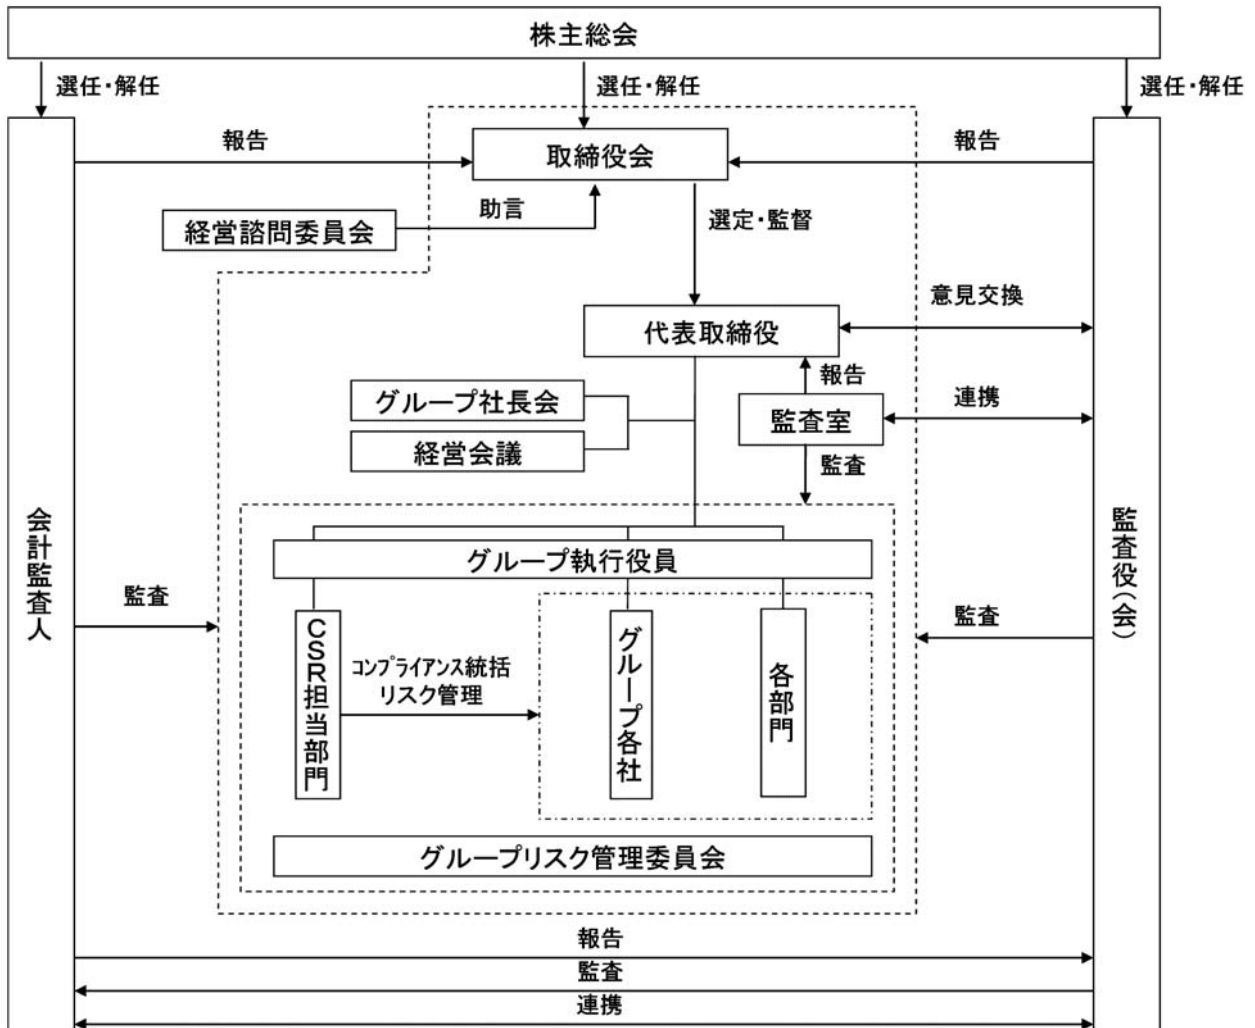 株主総会
選任・解任
選任・解任
選任・解任
報告
取締役会
報告
助言
経営諮問委員会
選定・監督
意見交換
代表取締役
報告
グループ社長会
監査室
連携
経営会議
監査
会計監査人
監査役(会)
グループ執行役員
監査
監査
CSR担当部門
コンプライアンス統括
リスク管理
グループ各社
各部門
グループリスク管理委員会
報告
監査
連携